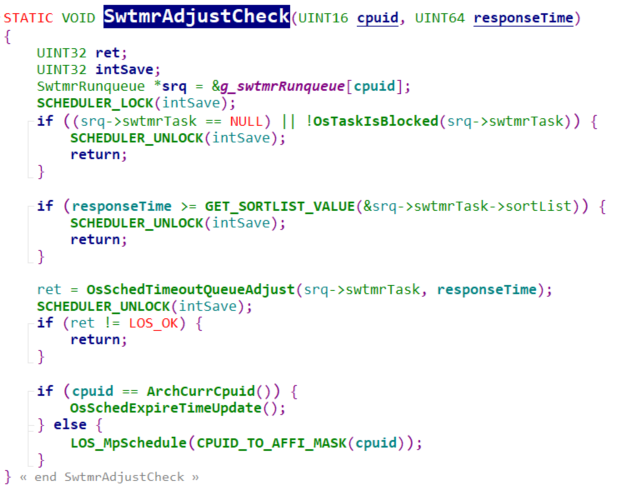 STATIC VOID SwtmrAdjustCheck(UINT16 cpuid, UINT64 responseTime)
{
    UINT32 ret;
    UINT32 intSave;
    SwtmrRunqueue *srq = &g_swtmrRunqueue[cpuid];
    SCHEDULER_LOCK(intSave);
    if ((srq->swtmrTask == NULL) || !OsTaskIsBlocked(srq->swtmrTask)) {
        SCHEDULER_UNLOCK(intSave);
        return;
    }

    if (responseTime >= GET_SORTLIST_VALUE(&srq->swtmrTask->sortList)) {
        SCHEDULER_UNLOCK(intSave);
        return;
    }

    ret = OsSchedTimeoutQueueAdjust(srq->swtmrTask, responseTime);
    SCHEDULER_UNLOCK(intSave);
    if (ret != LOS_OK) {
        return;
    }

    if (cpuid == ArchCurrCpuid()) {
        OsSchedExpireTimeUpdate();
    } else {
        LOS_MpSchedule(CPUID_TO_AFFI_MASK(cpuid));
    }
} « end SwtmrAdjustCheck »